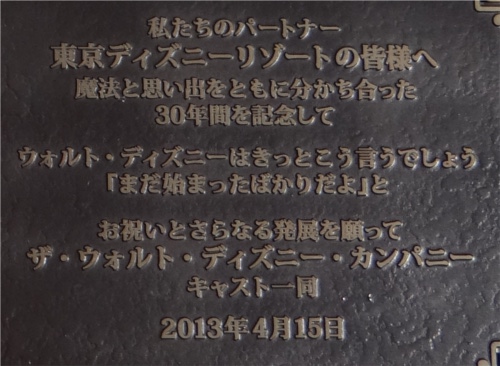 私たちのパートナー
東京ディズニーリゾートの皆様へ
魔法と思い出をともに分かち合った
30年間を記念して
ウォルト・ディズニーはきっとこう言うでしょう
「まだ始まったばかりだよ」と
お祝いとさらなる発展を願って
ザ・ウォルト・ディズニー・カンパニー
キャスト一同
2013年4月15日